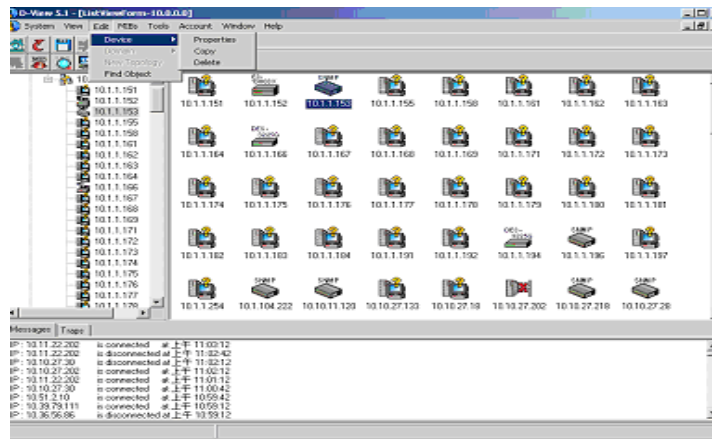 D-View 5.1 - [ListViewForm-10.0.0.0]
System View Edit MIBs Tools Account Window Help
Device
Domain
New Topology
Find Object
Properties
Copy
Delete
10.1.1.151
10.1.1.152
10.1.1.153
10.1.1.155
10.1.1.158
10.1.1.161
10.1.1.162
10.1.1.163
10.1.1.164
10.1.1.166
10.1.1.167
10.1.1.168
10.1.1.169
10.1.1.171
10.1.1.172
10.1.1.173
10.1.1.174
10.1.1.175
10.1.1.176
10.1.1.177
10.1.1.178
SNMP
10.1.1.151 10.1.1.152 10.1.1.153 10.1.1.155 10.1.1.158 10.1.1.161 10.1.1.162 10.1.1.163
DES-
10.1.1.164 10.1.1.166 10.1.1.167 10.1.1.168 10.1.1.169 10.1.1.171 10.1.1.172 10.1.1.173
10.1.1.174 10.1.1.175 10.1.1.176 10.1.1.177 10.1.1.178 10.1.1.179 10.1.1.180 10.1.1.181
DES- SNMP
10.1.1.182 10.1.1.183 10.1.1.184 10.1.1.191 10.1.1.192 10.1.1.194 10.1.1.196 10.1.1.197
SNMP SNMP SNMP SNMP
10.1.1.254 10.1.104.222 10.10.11.128 10.10.27.133 10.10.27.18 10.10.27.202 10.10.27.218 10.10.27.28
Messages Traps
IP : 10.11.22.202 is connected at 上午 11:03:12
IP : 10.11.22.202 is disconnected at 上午 11:02:42
IP : 10.10.27.30 is disconnected at 上午 11:02:12
IP : 10.10.27.202 is connected at 上午 11:02:12
IP : 10.11.22.202 is connected at 上午 11:01:12
IP : 10.10.27.30 is connected at 上午 11:00:42
IP : 10.51.2.10 is connected at 上午 10:59:42
IP : 10.39.79.111 is connected at 上午 10:59:12
IP : 10.36.56.86 is disconnected at 上午 10:59:12